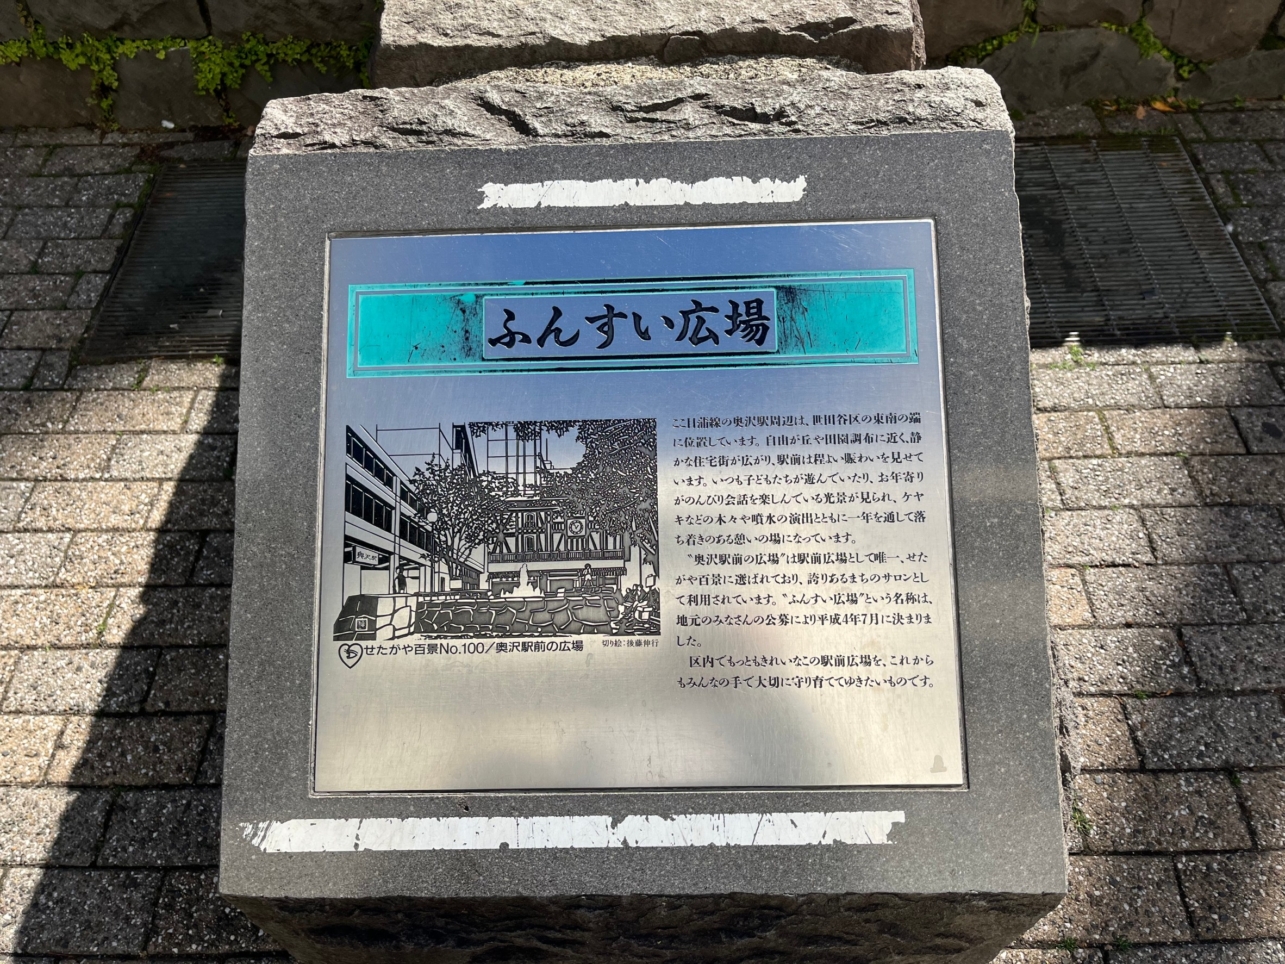 ふんすい広場
ここ目蒲線の奥沢駅周辺は、世田谷区の東南の端
に位置しています。自由が丘や田園調布に近く、静
かな住宅街が広がり、駅前は程よい賑わいを見せて
います。いつも子どもたちが遊んでいたり、お年寄り
がのんびり会話を楽しんでいる光景が見られ、ケヤ
キなどの木々や噴水の演出とともに一年を通して落
ち着きのある憩いの場になっています。
〝奥沢駅前の広場〟は駅前広場として唯一、せた
がや百景に選ばれており、誇りあるまちのサロンとし
て利用されています。〝ふんすい広場〟という名称は、
地元のみなさんの公募により平成4年7月に決まりま
した。
区内でもっともきれいなこの駅前広場を、これから
もみんなの手で大切に守り育ててゆきたいものです。
せたがや百景No.100/奥沢駅前の広場
切り絵:後藤伸行